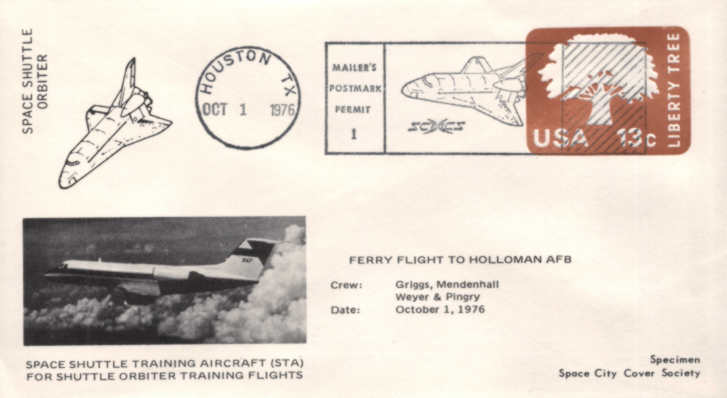 SPACE SHUTTLE
ORBITER
HOUSTON TX
OCT 1 1976
MAILER'S
POSTMARK
PERMIT
1
SCCS
USA 13c
LIBERTY TREE
FERRY FLIGHT TO HOLLOMAN AFB
Crew: Griggs, Mendenhall
Weyer & Pingry
Date: October 1, 1976
SPACE SHUTTLE TRAINING AIRCRAFT (STA)
FOR SHUTTLE ORBITER TRAINING FLIGHTS
Specimen
Space City Cover Society